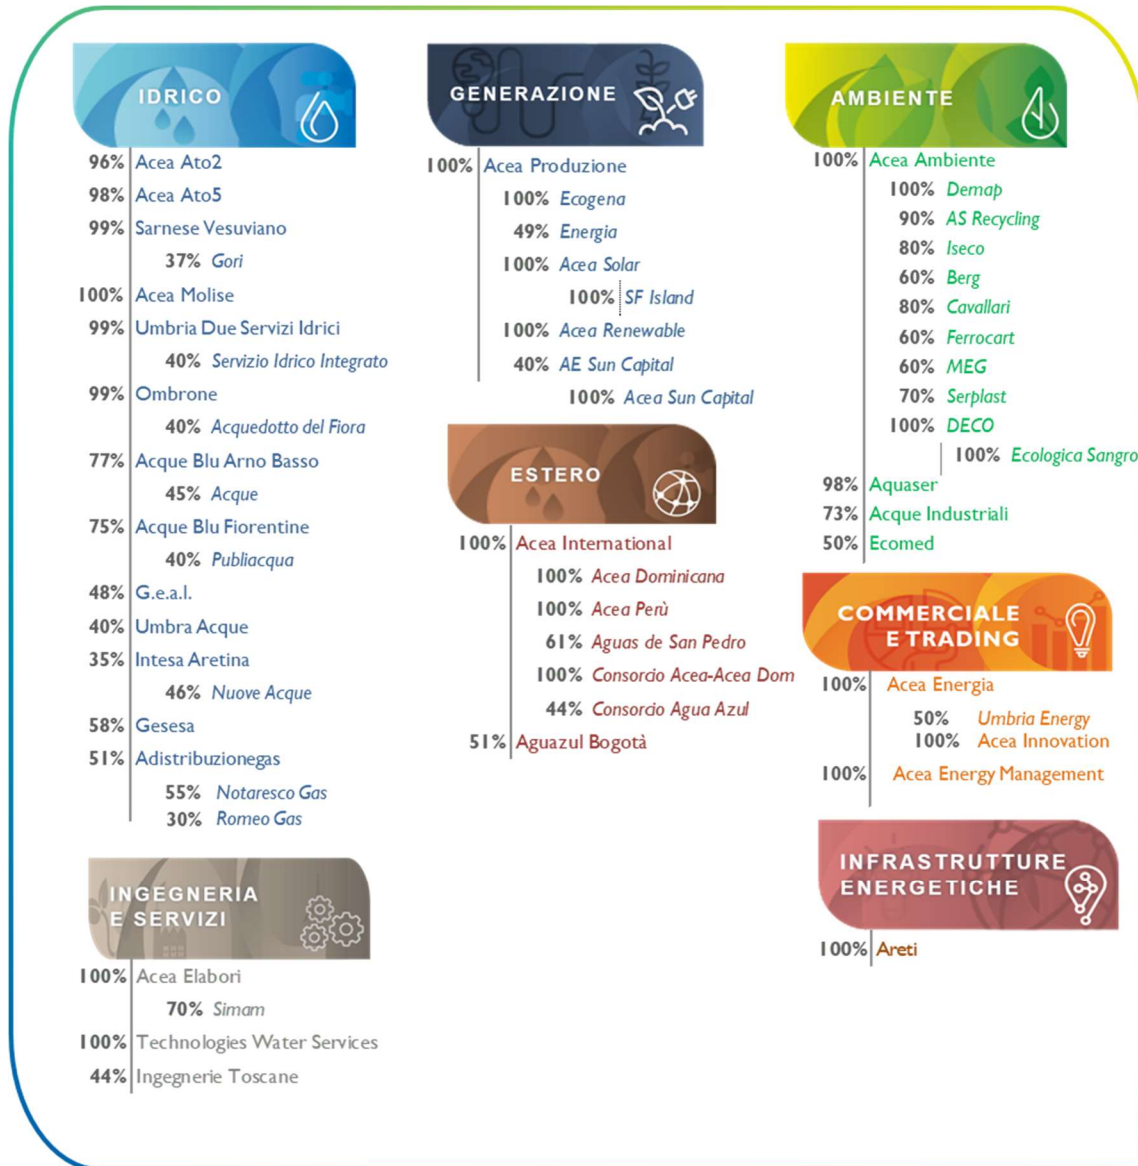 IDRICO
96% Acea Ato2
98% Acea Ato5
99% Sarnese Vesuviano
37% Gori
100% Acea Molise
99% Umbria Due Servizi Idrici
40% Servizio Idrico Integrato
99% Ombrone
40% Acquedotto del Fiora
77% Acque Blu Arno Basso
45% Acque
75% Acque Blu Fiorentine
40% Publiacqua
48% G.e.a.l.
40% Umbra Acque
35% Intesa Aretina
46% Nuove Acque
58% Gesesa
51% Adistribuzionegas
55% Notaresco Gas
30% Romeo Gas
INGEGNERIA
E SERVIZI
100% Acea Elabori
70% Simam
100% Technologies Water Services
44% Ingegnerie Toscane
GENERAZIONE
100% Acea Produzione
100% Ecogena
49% Energia
100% Acea Solar
100% SF Island
100% Acea Renewable
40% AE Sun Capital
100% Acea Sun Capital
ESTERO
100% Acea International
100% Acea Dominicana
100% Acea Perù
61% Aguas de San Pedro
100% Consorcio Acea-Acea Dom
44% Consorcio Agua Azul
51% Aguazul Bogotà
AMBIENTE
100% Acea Ambiente
100% Demap
90% AS Recycling
80% Iseco
60% Berg
80% Cavallari
60% Ferrocart
60% MEG
70% Serplast
100% DECO
100% Ecologica Sangro
98% Aquaser
73% Acque Industriali
50% Ecomed
COMMERCIALE
E TRADING
100% Acea Energia
50% Umbria Energy
100% Acea Innovation
100% Acea Energy Management
INFRASTRUTTURE
ENERGETICHE
100% Areti